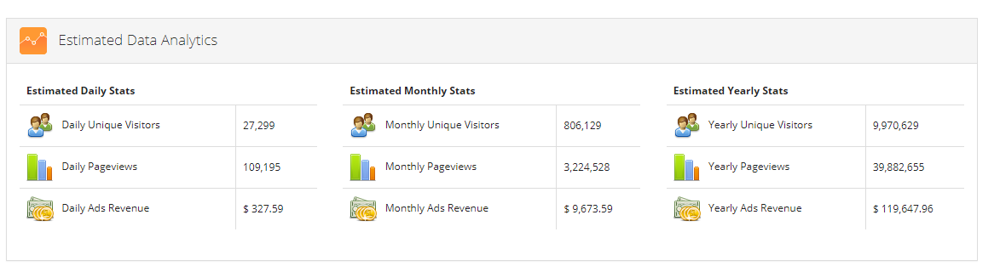 Estimated Data Analytics
Estimated Daily Stats
Daily Unique Visitors 27,299
Daily Pageviews 109,195
Daily Ads Revenue $ 327.59
Estimated Monthly Stats
Monthly Unique Visitors 806,129
Monthly Pageviews 3,224,528
Monthly Ads Revenue $ 9,673.59
Estimated Yearly Stats
Yearly Unique Visitors 9,970,629
Yearly Pageviews 39,882,655
Yearly Ads Revenue $ 119,647.96